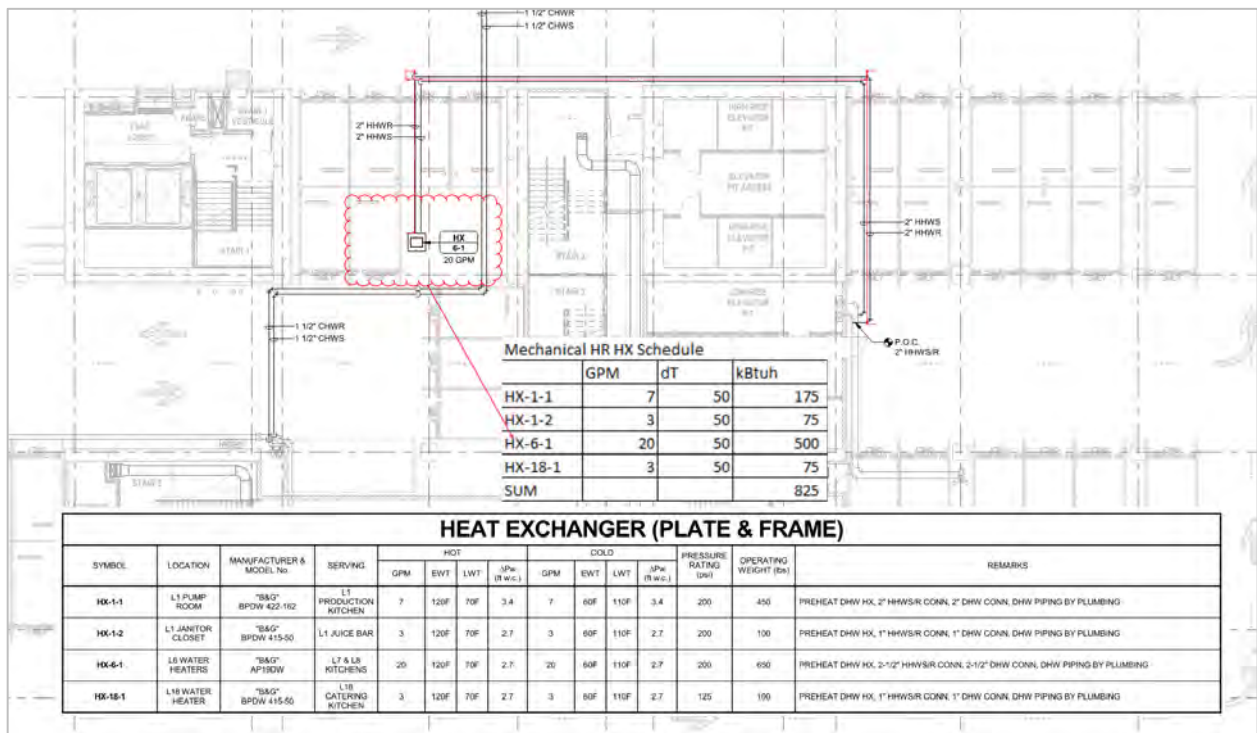 1 1/2" CHWR
1 1/2" CHWS
2" HHWR
2" HHWS
HX
6-1
20 GPM
2" HHWS
2" HHWR
STAIR 1
1 1/2" CHWR
1 1/2" CHWS
P.O.C.
2" HHWS/R
ELEVATOR
PIT ACCESS
STAIR 2
Mechanical HR HX Schedule
GPM dT kBtuh
HX-1-1 7 50 175
HX-1-2 3 50 75
HX-6-1 20 50 500
HX-18-1 3 50 75
SUM 825
HEAT EXCHANGER (PLATE & FRAME)
SYMBOL LOCATION MANUFACTURER & MODEL No. SERVING HOT COLD PRESSURE RATING (psi) OPERATING WEIGHT (lbs) REMARKS
GPM EWT LWT ΔPw (ft w.c.) GPM EWT LWT ΔPw (ft w.c.)
HX-1-1 L1 PUMP ROOM "B&G" BPDW 422-162 L1 PRODUCTION KITCHEN 7 120F 70F 3.4 7 60F 110F 3.4 200 450 PREHEAT DHW HX, 2" HHWS/R CONN, 2" DHW CONN, DHW PIPING BY PLUMBING
HX-1-2 L1 JANITOR CLOSET "B&G" BPDW 415-50 L1 JUICE BAR 3 120F 70F 2.7 3 60F 110F 2.7 200 100 PREHEAT DHW HX, 1" HHWS/R CONN, 1" DHW CONN, DHW PIPING BY PLUMBING
HX-6-1 L6 WATER HEATERS "B&G" AP19DW L7 & L8 KITCHENS 20 120F 70F 2.7 20 60F 110F 2.7 200 650 PREHEAT DHW HX, 2-1/2" HHWS/R CONN, 2-1/2" DHW CONN, DHW PIPING BY PLUMBING
HX-18-1 L18 WATER HEATER "B&G" BPDW 415-50 L18 CATERING KITCHEN 3 120F 70F 2.7 3 60F 110F 2.7 125 100 PREHEAT DHW HX, 1" HHWS/R CONN, 1" DHW CONN, DHW PIPING BY PLUMBING